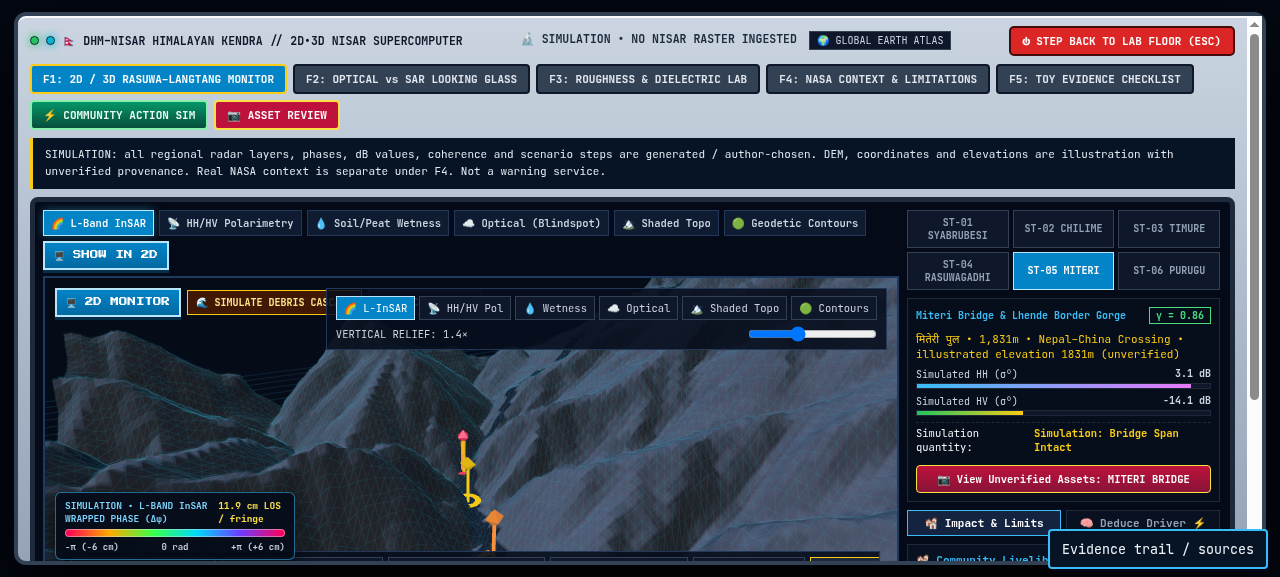 DHM-NISAR HIMALAYAN KENDRA // 2D•3D NISAR SUPERCOMPUTER
SIMULATION • NO NISAR RASTER INGESTED
GLOBAL EARTH ATLAS
STEP BACK TO LAB FLOOR (ESC)
F1: 2D / 3D RASUWA-LANGTANG MONITOR
F2: OPTICAL vs SAR LOOKING GLASS
F3: ROUGHNESS & DIELECTRIC LAB
F4: NASA CONTEXT & LIMITATIONS
F5: TOY EVIDENCE CHECKLIST
COMMUNITY ACTION SIM
ASSET REVIEW
SIMULATION: all regional radar layers, phases, dB values, coherence and scenario steps are generated / author-chosen. DEM, coordinates and elevations are illustration with
unverified provenance. Real NASA context is separate under F4. Not a warning service.
L-Band InSAR
HH/HV Polarimetry
Soil/Peat Wetness
Optical (Blindspot)
Shaded Topo
Geodetic Contours
SHOW IN 2D
2D MONITOR
SIMULATE DEBRIS CAS
L-InSAR
HH/HV Pol
Wetness
Optical
Shaded Topo
Contours
VERTICAL RELIEF: 1.4×
SIMULATION • L-BAND InSAR
WRAPPED PHASE (Δψ)
11.9 cm LOS
/ fringe
-π (-6 cm)
0 rad
+π (+6 cm)
ST-01
SYABRUBESI
ST-02 CHILIME
ST-03 TIMURE
ST-04
RASUWAGADHI
ST-05 MITERI
ST-06 PURUGU
Miteri Bridge & Lhende Border Gorge
γ = 0.86
मितेरी पुल • 1,831m • Nepal-China Crossing •
illustrated elevation 1831m (unverified)
Simulated HH (σ⁰)
3.1 dB
Simulated HV (σ⁰)
-14.1 dB
Simulation
quantity:
Simulation: Bridge Span
Intact
View Unverified Assets: MITERI BRIDGE
Impact & Limits
Deduce Driver
Evidence trail / sources